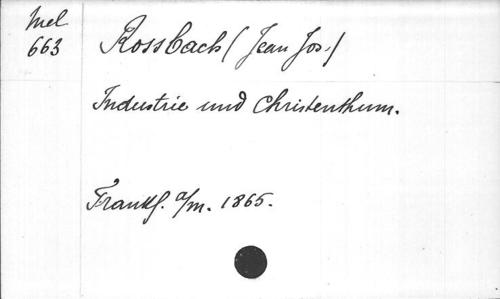 Mel
663
Rossbach (Jean Jos.)
Industrie und Christenthum.
Frankf. a/m. 1865.